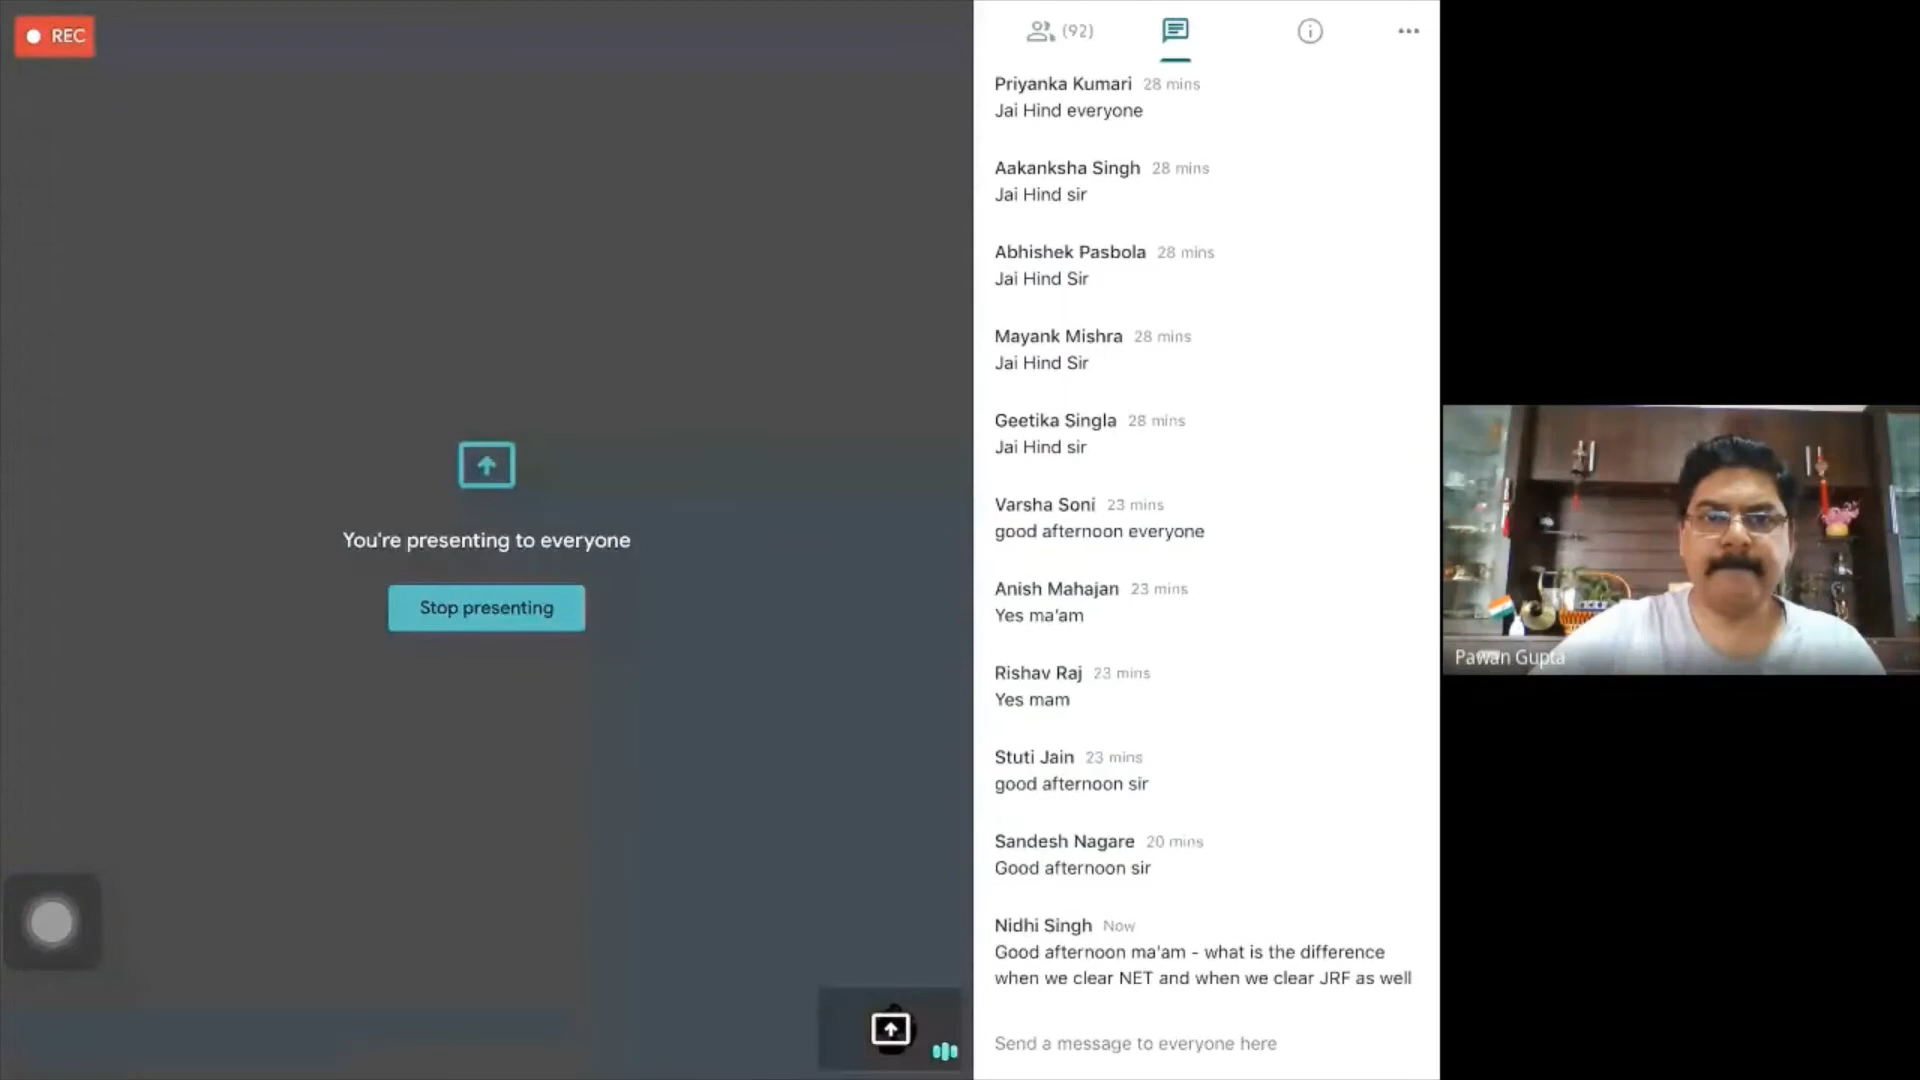 REC
You're presenting to everyone
Stop presenting
(92)
Priyanka Kumari 28 mins
Jai Hind everyone
Aakanksha Singh 28 mins
Jai Hind sir
Abhishek Pasbola 28 mins
Jai Hind Sir
Mayank Mishra 28 mins
Jai Hind Sir
Geetika Singla 28 mins
Jai Hind sir
Varsha Soni 23 mins
good afternoon everyone
Anish Mahajan 23 mins
Yes ma'am
Rishav Raj 23 mins
Yes mam
Stuti Jain 23 mins
good afternoon sir
Sandesh Nagare 20 mins
Good afternoon sir
Nidhi Singh Now
Good afternoon ma'am - what is the difference
when we clear NET and when we clear JRF as well
Send a message to everyone here
Pawan Gupta